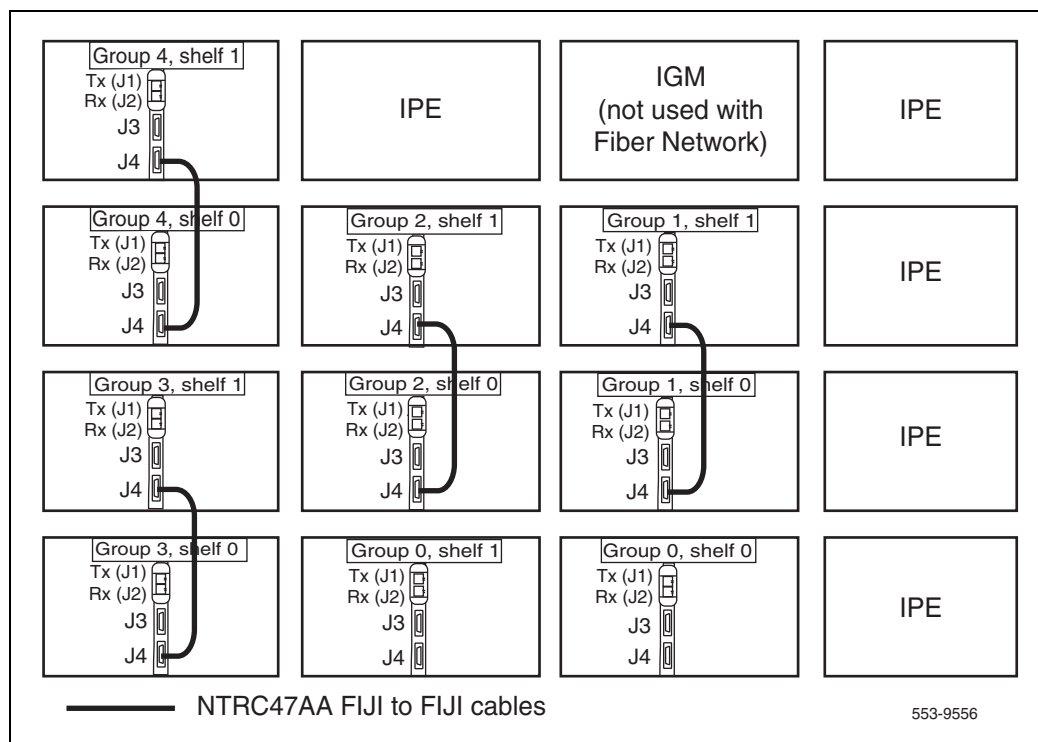 Group 4, shelf 1
Tx (J1)
Rx (J2)
J3
J4
IPE
IGM
(not used with
Fiber Network)
IPE
Group 4, shelf 0
Tx (J1)
Rx (J2)
J3
J4
Group 2, shelf 1
Tx (J1)
Rx (J2)
J3
J4
Group 1, shelf 1
Tx (J1)
Rx (J2)
J3
J4
IPE
Group 3, shelf 1
Tx (J1)
Rx (J2)
J3
J4
Group 2, shelf 0
Tx (J1)
Rx (J2)
J3
J4
Group 1, shelf 0
Tx (J1)
Rx (J2)
J3
J4
IPE
Group 3, shelf 0
Tx (J1)
Rx (J2)
J3
J4
Group 0, shelf 1
Tx (J1)
Rx (J2)
J3
J4
Group 0, shelf 0
Tx (J1)
Rx (J2)
J3
J4
IPE
NTRC47AA FIJI to FIJI cables
553-9556